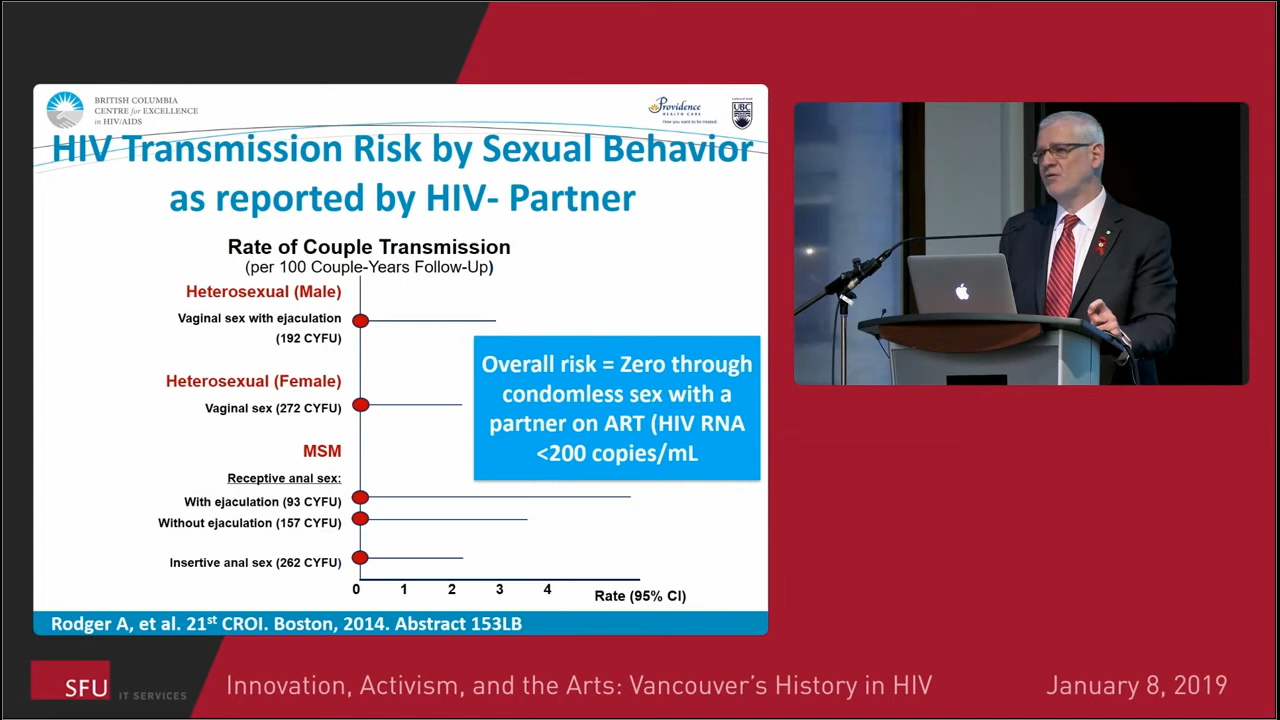 BRITISH COLUMBIA
CENTRE for EXCELLENCE
in HIV/AIDS
Providence
HEALTH CARE
How you want to be treated.
UBC
HIV Transmission Risk by Sexual Behavior
as reported by HIV- Partner
Rate of Couple Transmission
(per 100 Couple-Years Follow-Up)
Heterosexual (Male)
Vaginal sex with ejaculation
(192 CYFU)
Heterosexual (Female)
Vaginal sex (272 CYFU)
MSM
Receptive anal sex:
With ejaculation (93 CYFU)
Without ejaculation (157 CYFU)
Insertive anal sex (262 CYFU)
Overall risk = Zero through
condomless sex with a
partner on ART (HIV RNA
<200 copies/mL
0 1 2 3 4 Rate (95% CI)
Rodger A, et al. 21st CROI. Boston, 2014. Abstract 153LB
SFU IT SERVICES
Innovation, Activism, and the Arts: Vancouver's History in HIV
January 8, 2019